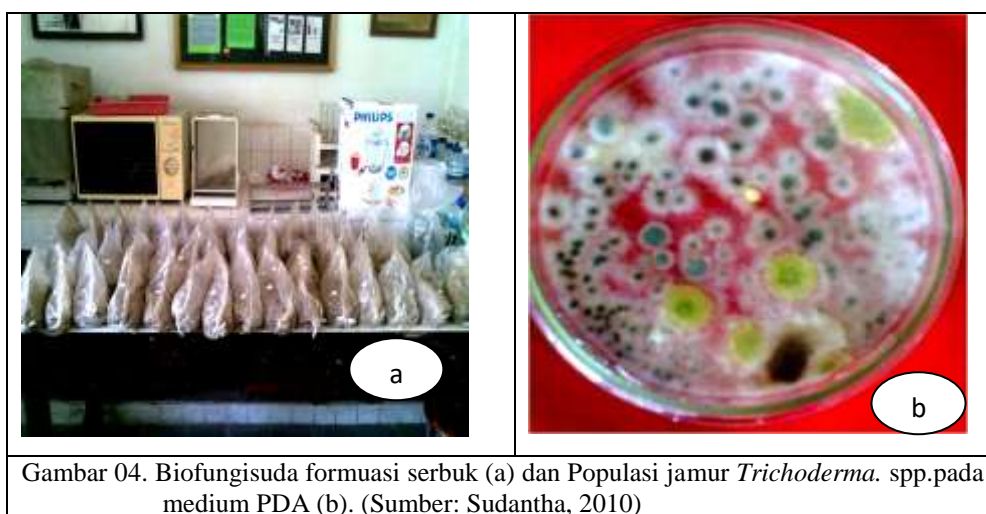 PHILIPS
a
b
Gambar 04. Biofungisuda formuasi serbuk (a) dan Populasi jamur Trichoderma. spp.pada
medium PDA (b). (Sumber: Sudantha, 2010)